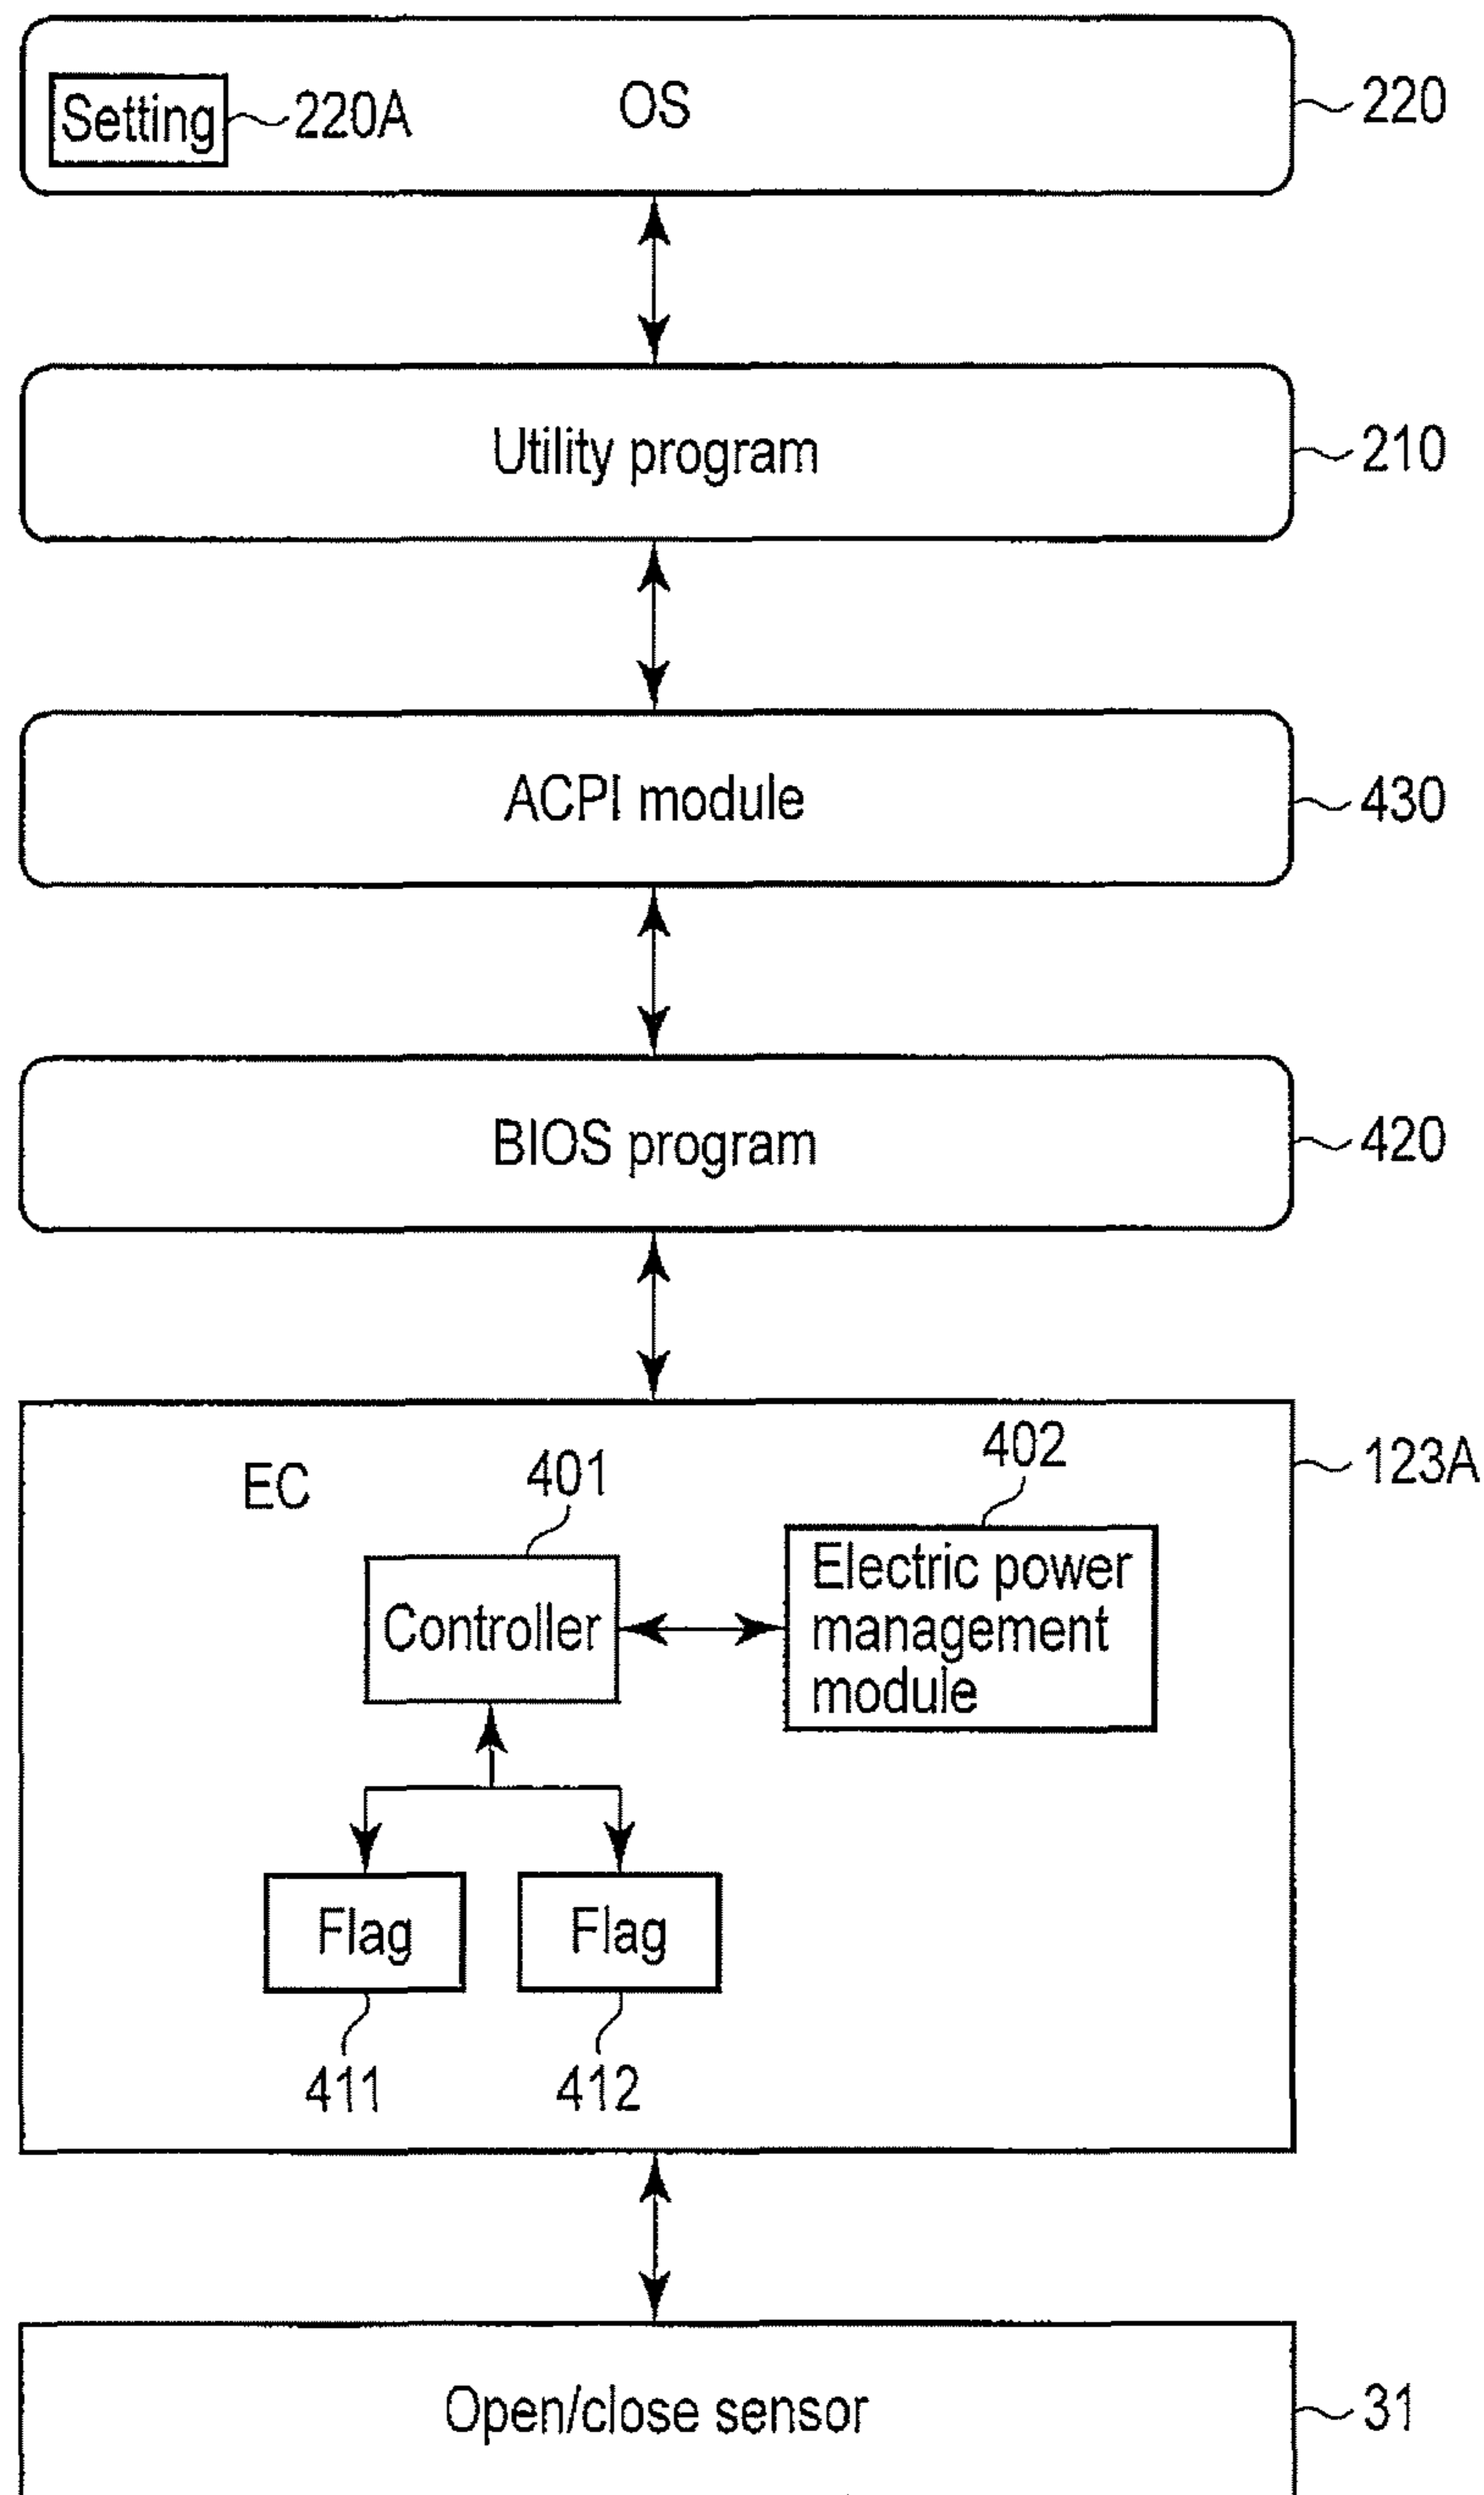 OS
220
Setting
220A
Utility program
210
ACPI module
430
BIOS program
420
EC
401
402
123A
Controller
Electric power
management
module
Flag
Flag
411
412
Open/close sensor
31